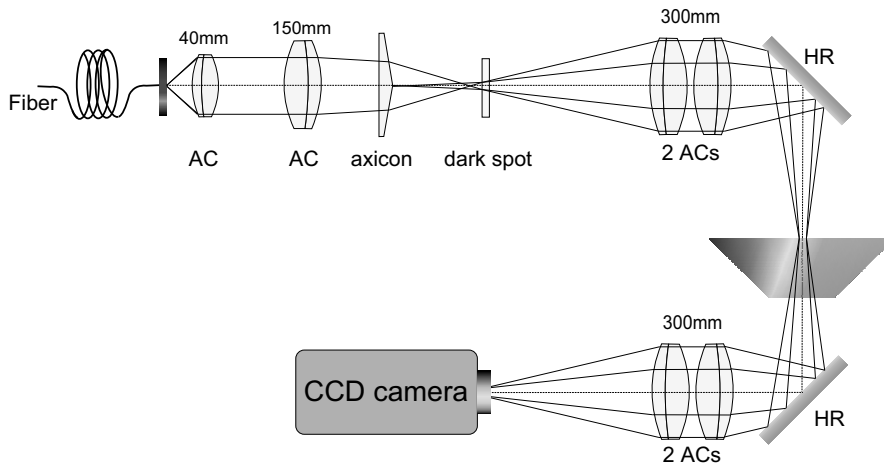 40mm
150mm
300mm
HR
Fiber
AC
AC
axicon
dark spot
2 ACs
300mm
CCD camera
HR
2 ACs